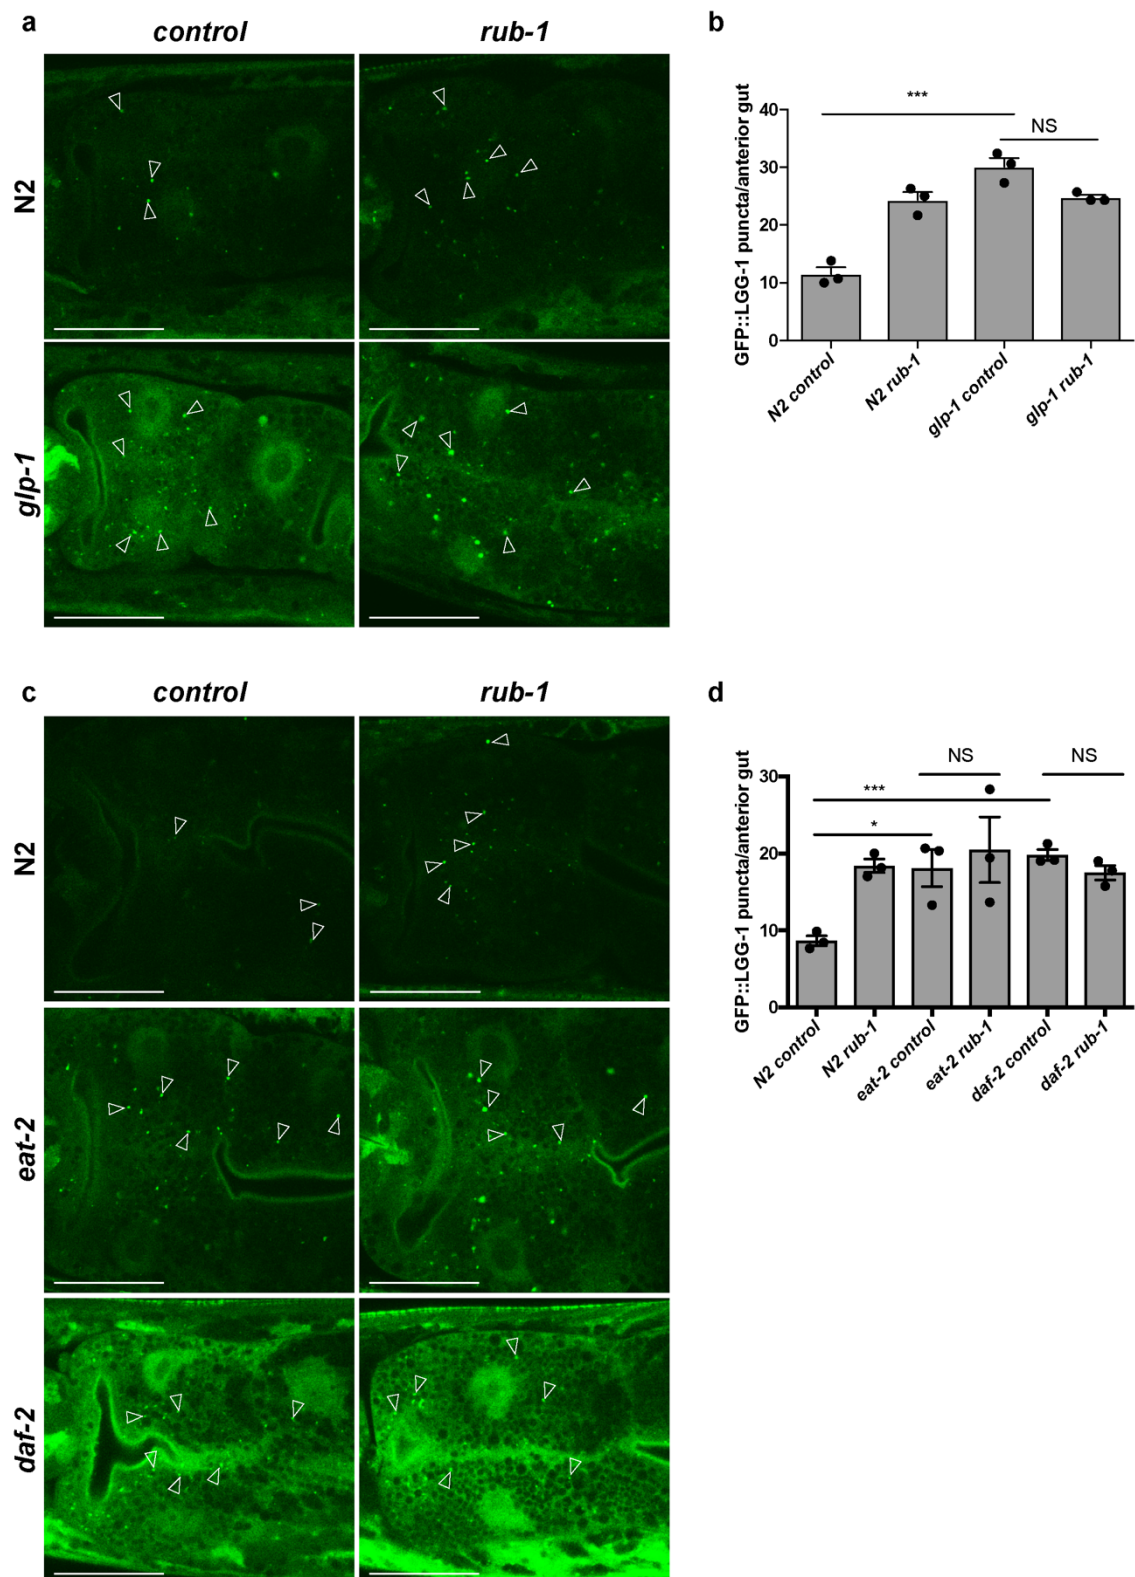 a
control
rub-1
N2
glp-1
b
***
NS
GFP::LGG-1 puncta/anterior gut
40
30
20
10
0
N2 control
N2 rub-1
glp-1 control
glp-1 rub-1
c
control
rub-1
N2
eat-2
daf-2
d
NS
NS
***
*
GFP::LGG-1 puncta/anterior gut
30
20
10
0
N2 control
N2 rub-1
eat-2 control
eat-2 rub-1
daf-2 control
daf-2 rub-1